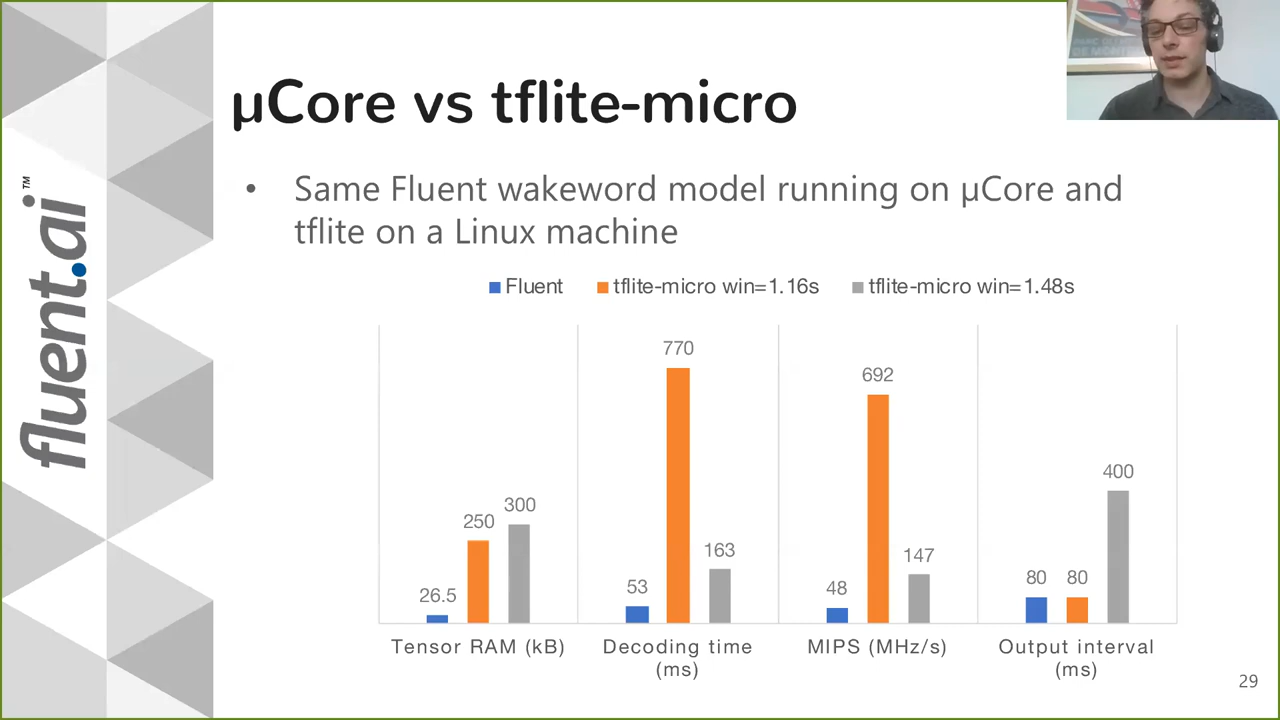 µCore vs tflite-micro
• Same Fluent wakeword model running on µCore and
tflite on a Linux machine
Fluent tflite-micro win=1.16s tflite-micro win=1.48s
26.5 250 300
53 770 163
48 692 147
80 80 400
Tensor RAM (kB)
Decoding time
(ms)
MIPS (MHz/s)
Output interval
(ms)
29
fluent.ai™
DE MONTR